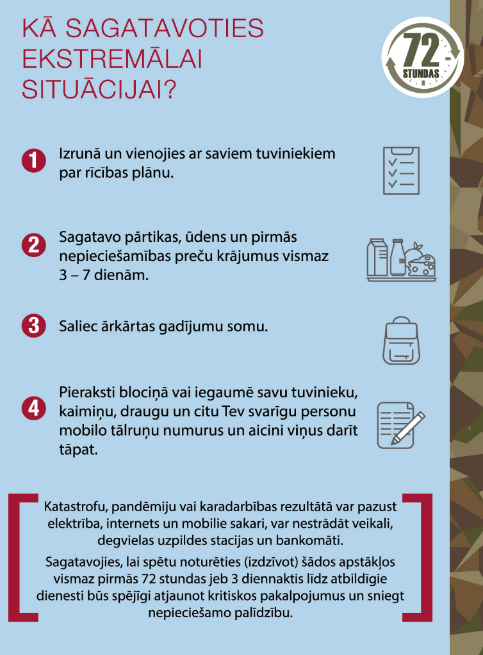 KĀ SAGATAVOTIES
EKSTREMĀLAI
SITUĀCIJAI?
72
STUNDAS
1
Izrunā un vienojies ar saviem tuviniekiem
par rīcības plānu.
2
Sagatavo pārtikas, ūdens un pirmās
nepieciešamības preču krājumus vismaz
3 – 7 dienām.
3
Saliec ārkārtas gadījumu somu.
4
Pieraksti blociņā vai iegaumē savu tuvinieku,
kaimiņu, draugu un citu Tev svarīgu personu
mobilo tālruņu numurus un aicini viņus darīt
tāpat.
Katastrofu, pandēmiju vai karadarbības rezultātā var pazust
elektrība, internets un mobilie sakari, var nestrādāt veikali,
degvielas uzpildes stacijas un bankomāti.
Sagatavojies, lai spētu noturēties (izdzīvot) šādos apstākļos
vismaz pirmās 72 stundas jeb 3 diennaktis līdz atbildīgie
dienesti būs spējīgi atjaunot kritiskos pakalpojumus un sniegt
nepieciešamo palīdzību.